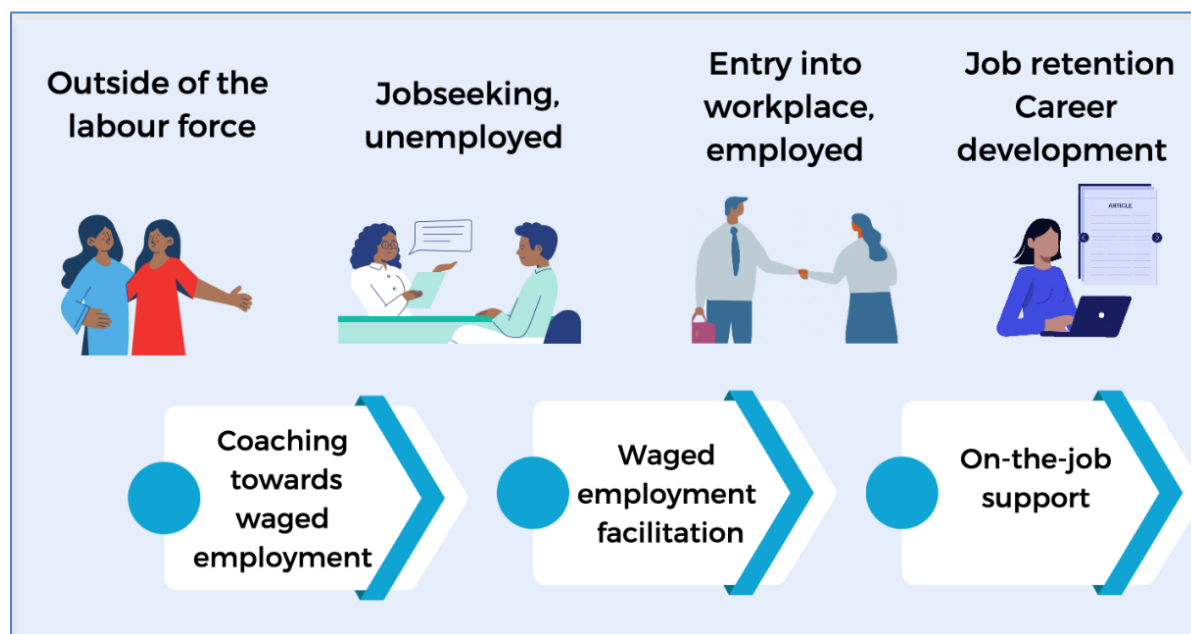 Outside of the
labour force
Jobseeking,
unemployed
Entry into
workplace,
employed
Job retention
Career
development
ARTICLE
Coaching
towards
waged
employment
Waged
employment
facilitation
On-the-job
support